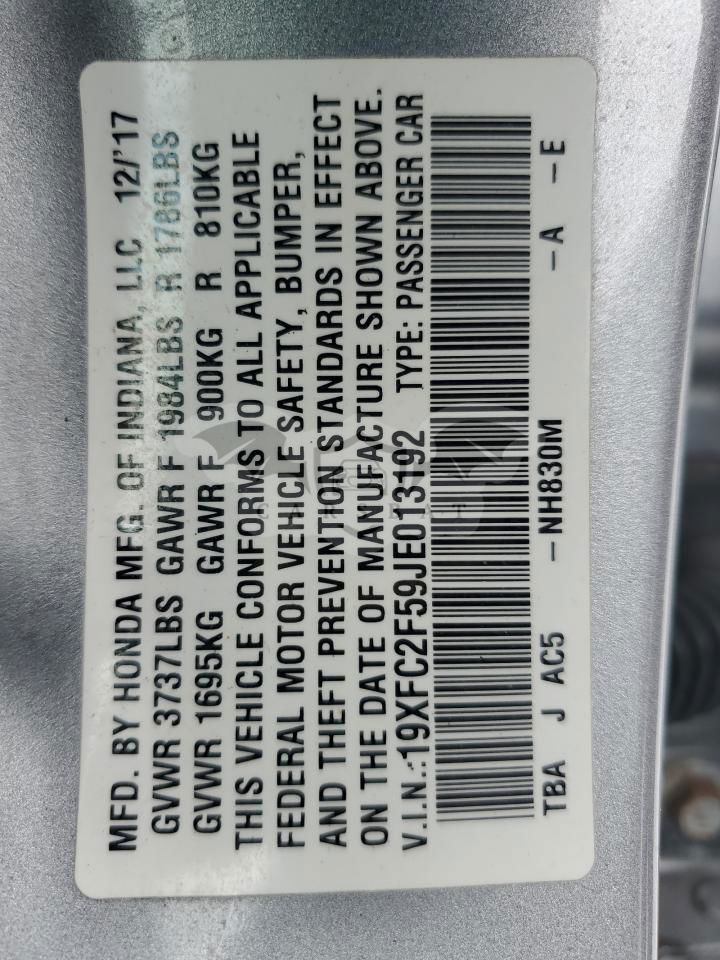 MFD. BY HONDA MFG. OF INDIANA, LLC 12/'17
GVWR 3737LBS GAWR F 1984LBS R 1786LBS
GVWR 1695KG GAWR F 900KG R 810KG
THIS VEHICLE CONFORMS TO ALL APPLICABLE
FEDERAL MOTOR VEHICLE SAFETY, BUMPER,
AND THEFT PREVENTION STANDARDS IN EFFECT
ON THE DATE OF MANUFACTURE SHOWN ABOVE.
V.I.N.:19XFC2F59JE013192 TYPE: PASSENGER CAR
TBA J AC5 -NH830M -A -E